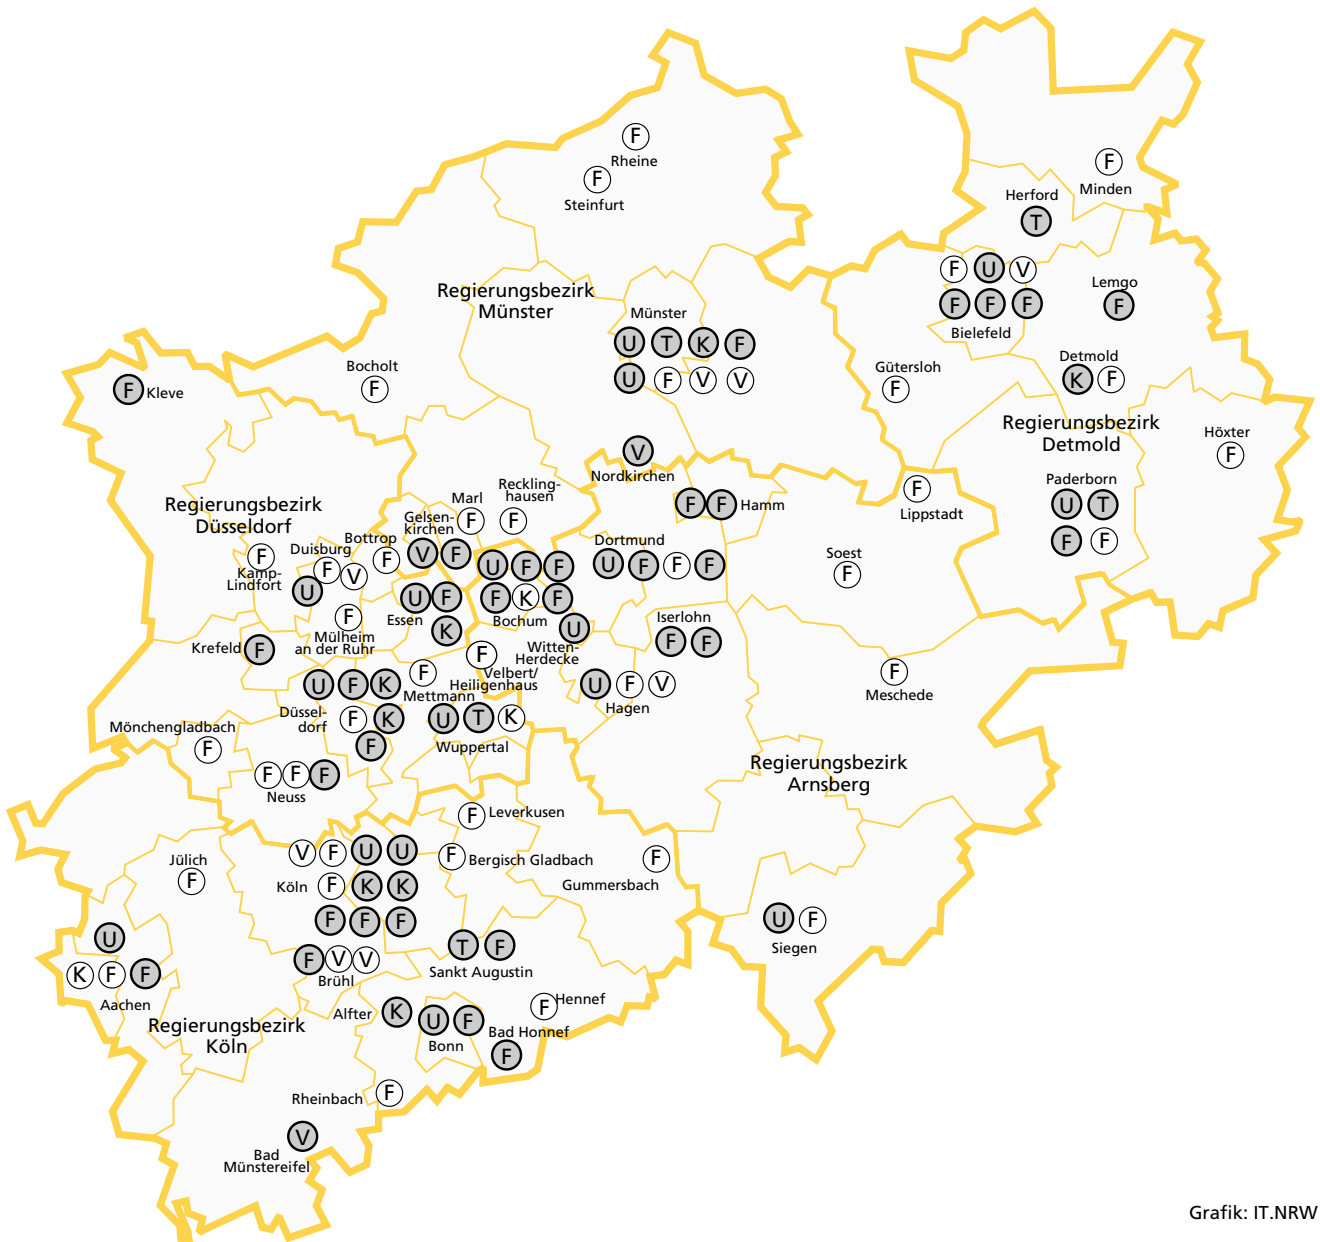 F
Rheine
F
Steinfurt
F
Minden
Herford
T
F U V
F F F
Bielefeld
Lemgo
F
Regierungsbezirk
Münster
Münster
U T K F
U F V V
Detmold
K F
Gütersloh
F
Bocholt
F
F Kleve
Regierungsbezirk
Detmold
Höxter
F
V
Nordkirchen
Paderborn
U T
F F
F
Lippstadt
F F Hamm
Reckling-
hausen
F
Marl
F
Regierungsbezirk
Düsseldorf
Gelsen-
kirchen
V F
Bottrop
F
Duisburg
F V
U
F
Kamp-
Lindfort
Dortmund
U F F F
U F F
F K F
Bochum
Soest
F
U F
Essen
K
F
Mülheim
an der Ruhr
U
Witten-
Herdecke
Iserlohn
F F
Krefeld F
F
Velbert/
Heiligenhaus
F
Mettmann
U F K
Düssel-
dorf
F K
F
U F V
Hagen
F
Meschede
U T K
Wuppertal
Mönchengladbach
F
F F F
Neuss
Regierungsbezirk
Arnsberg
F Leverkusen
V F U U
Köln F K K
F F F
F Bergisch Gladbach
F
Gummersbach
Jülich
F
U
K F F
Aachen
U F
Siegen
T F
Sankt Augustin
F V V
Brühl
Alfter K
U F
Bonn
F Hennef
Bad Honnef
F
Regierungsbezirk
Köln
Rheinbach F
V
Bad
Münstereifel
Grafik: IT.NRW